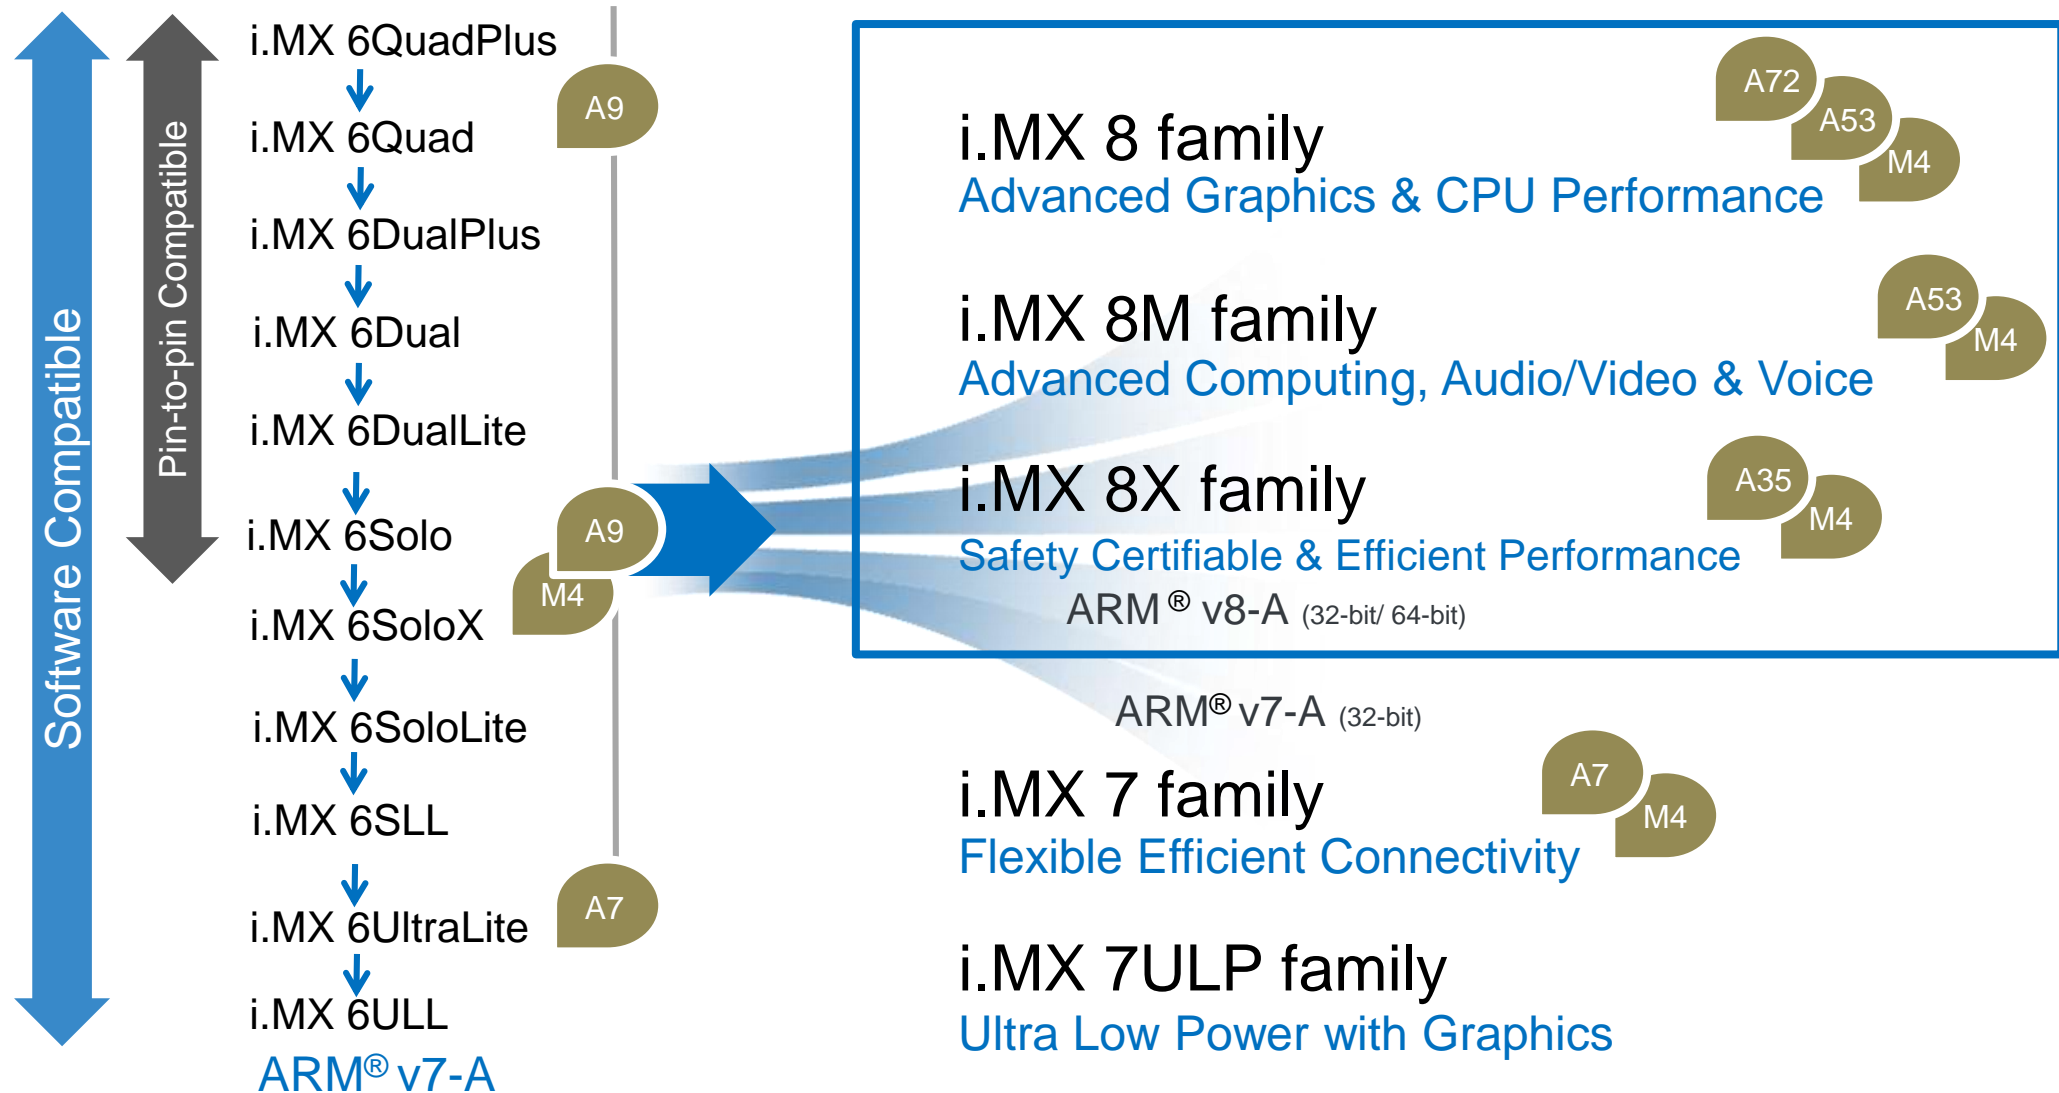 Software Compatible
Pin-to-pin Compatible
i.MX 6QuadPlus
i.MX 6Quad
i.MX 6DualPlus
i.MX 6Dual
i.MX 6DualLite
i.MX 6Solo
i.MX 6SoloX
i.MX 6SoloLite
i.MX 6SLL
i.MX 6UltraLite
i.MX 6ULL
ARM® v7-A
A9
A9
M4
A7
i.MX 8 family
Advanced Graphics & CPU Performance
A72
A53
M4
i.MX 8M family
Advanced Computing, Audio/Video & Voice
A53
M4
i.MX 8X family
Safety Certifiable & Efficient Performance
A35
M4
ARM ® v8-A (32-bit/ 64-bit)
ARM® v7-A (32-bit)
i.MX 7 family
Flexible Efficient Connectivity
A7
M4
i.MX 7ULP family
Ultra Low Power with Graphics